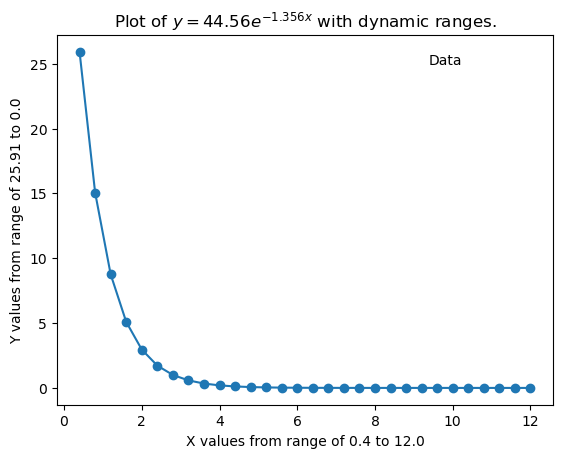 Plot of y = 44.56e^{-1.356x} with dynamic ranges.
Data
Y values from range of 25.91 to 0.0
25
20
15
10
5
0
0 2 4 6 8 10 12
X values from range of 0.4 to 12.0